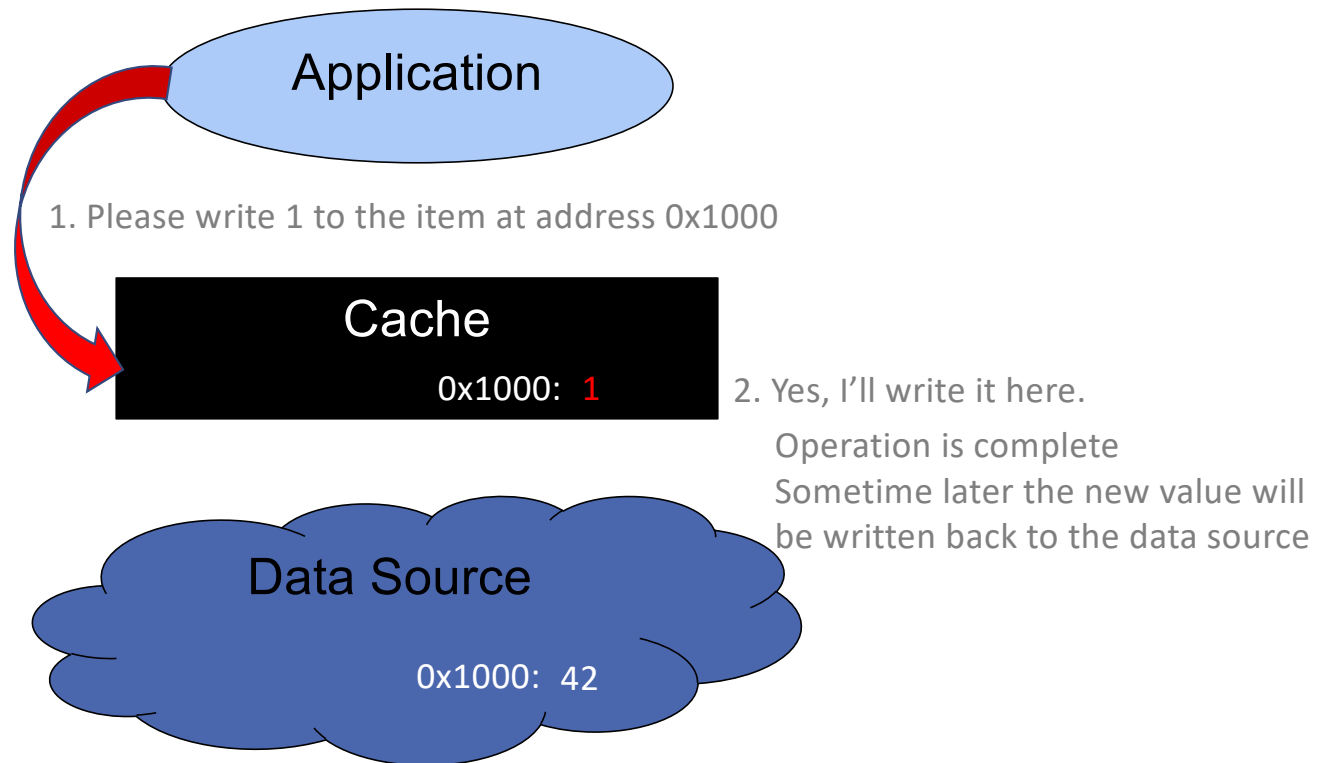 Application
1. Please write 1 to the item at address 0x1000
Cache
0x1000: 1
2. Yes, I’ll write it here.
Operation is complete
Sometime later the new value will
be written back to the data source
Data Source
0x1000: 42